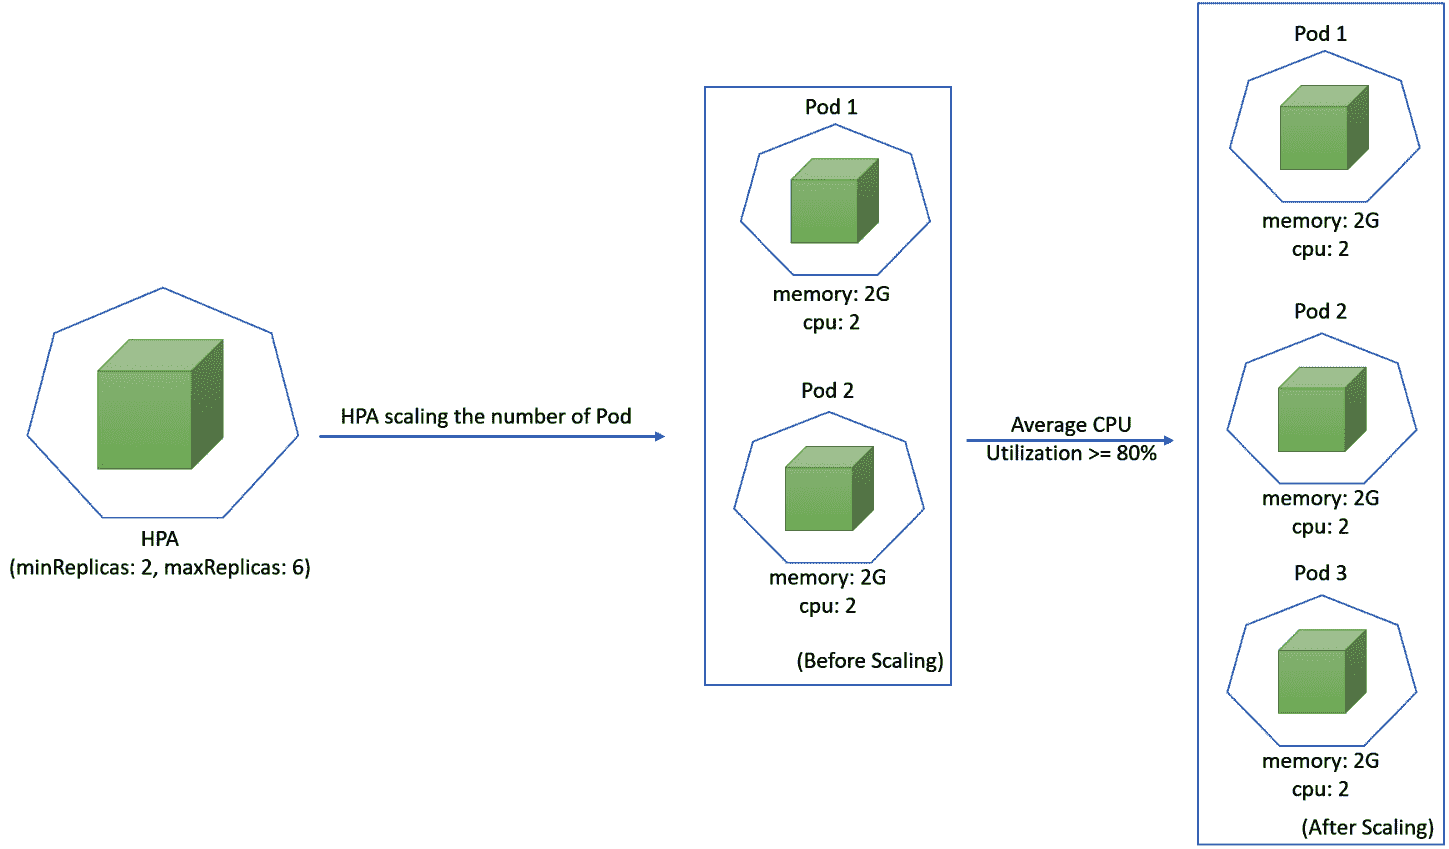 HPA
(minReplicas: 2, maxReplicas: 6)
HPA scaling the number of Pod
Pod 1
memory: 2G
cpu: 2
Pod 2
memory: 2G
cpu: 2
(Before Scaling)
Average CPU
Utilization >= 80%
Pod 1
memory: 2G
cpu: 2
Pod 2
memory: 2G
cpu: 2
Pod 3
memory: 2G
cpu: 2
(After Scaling)